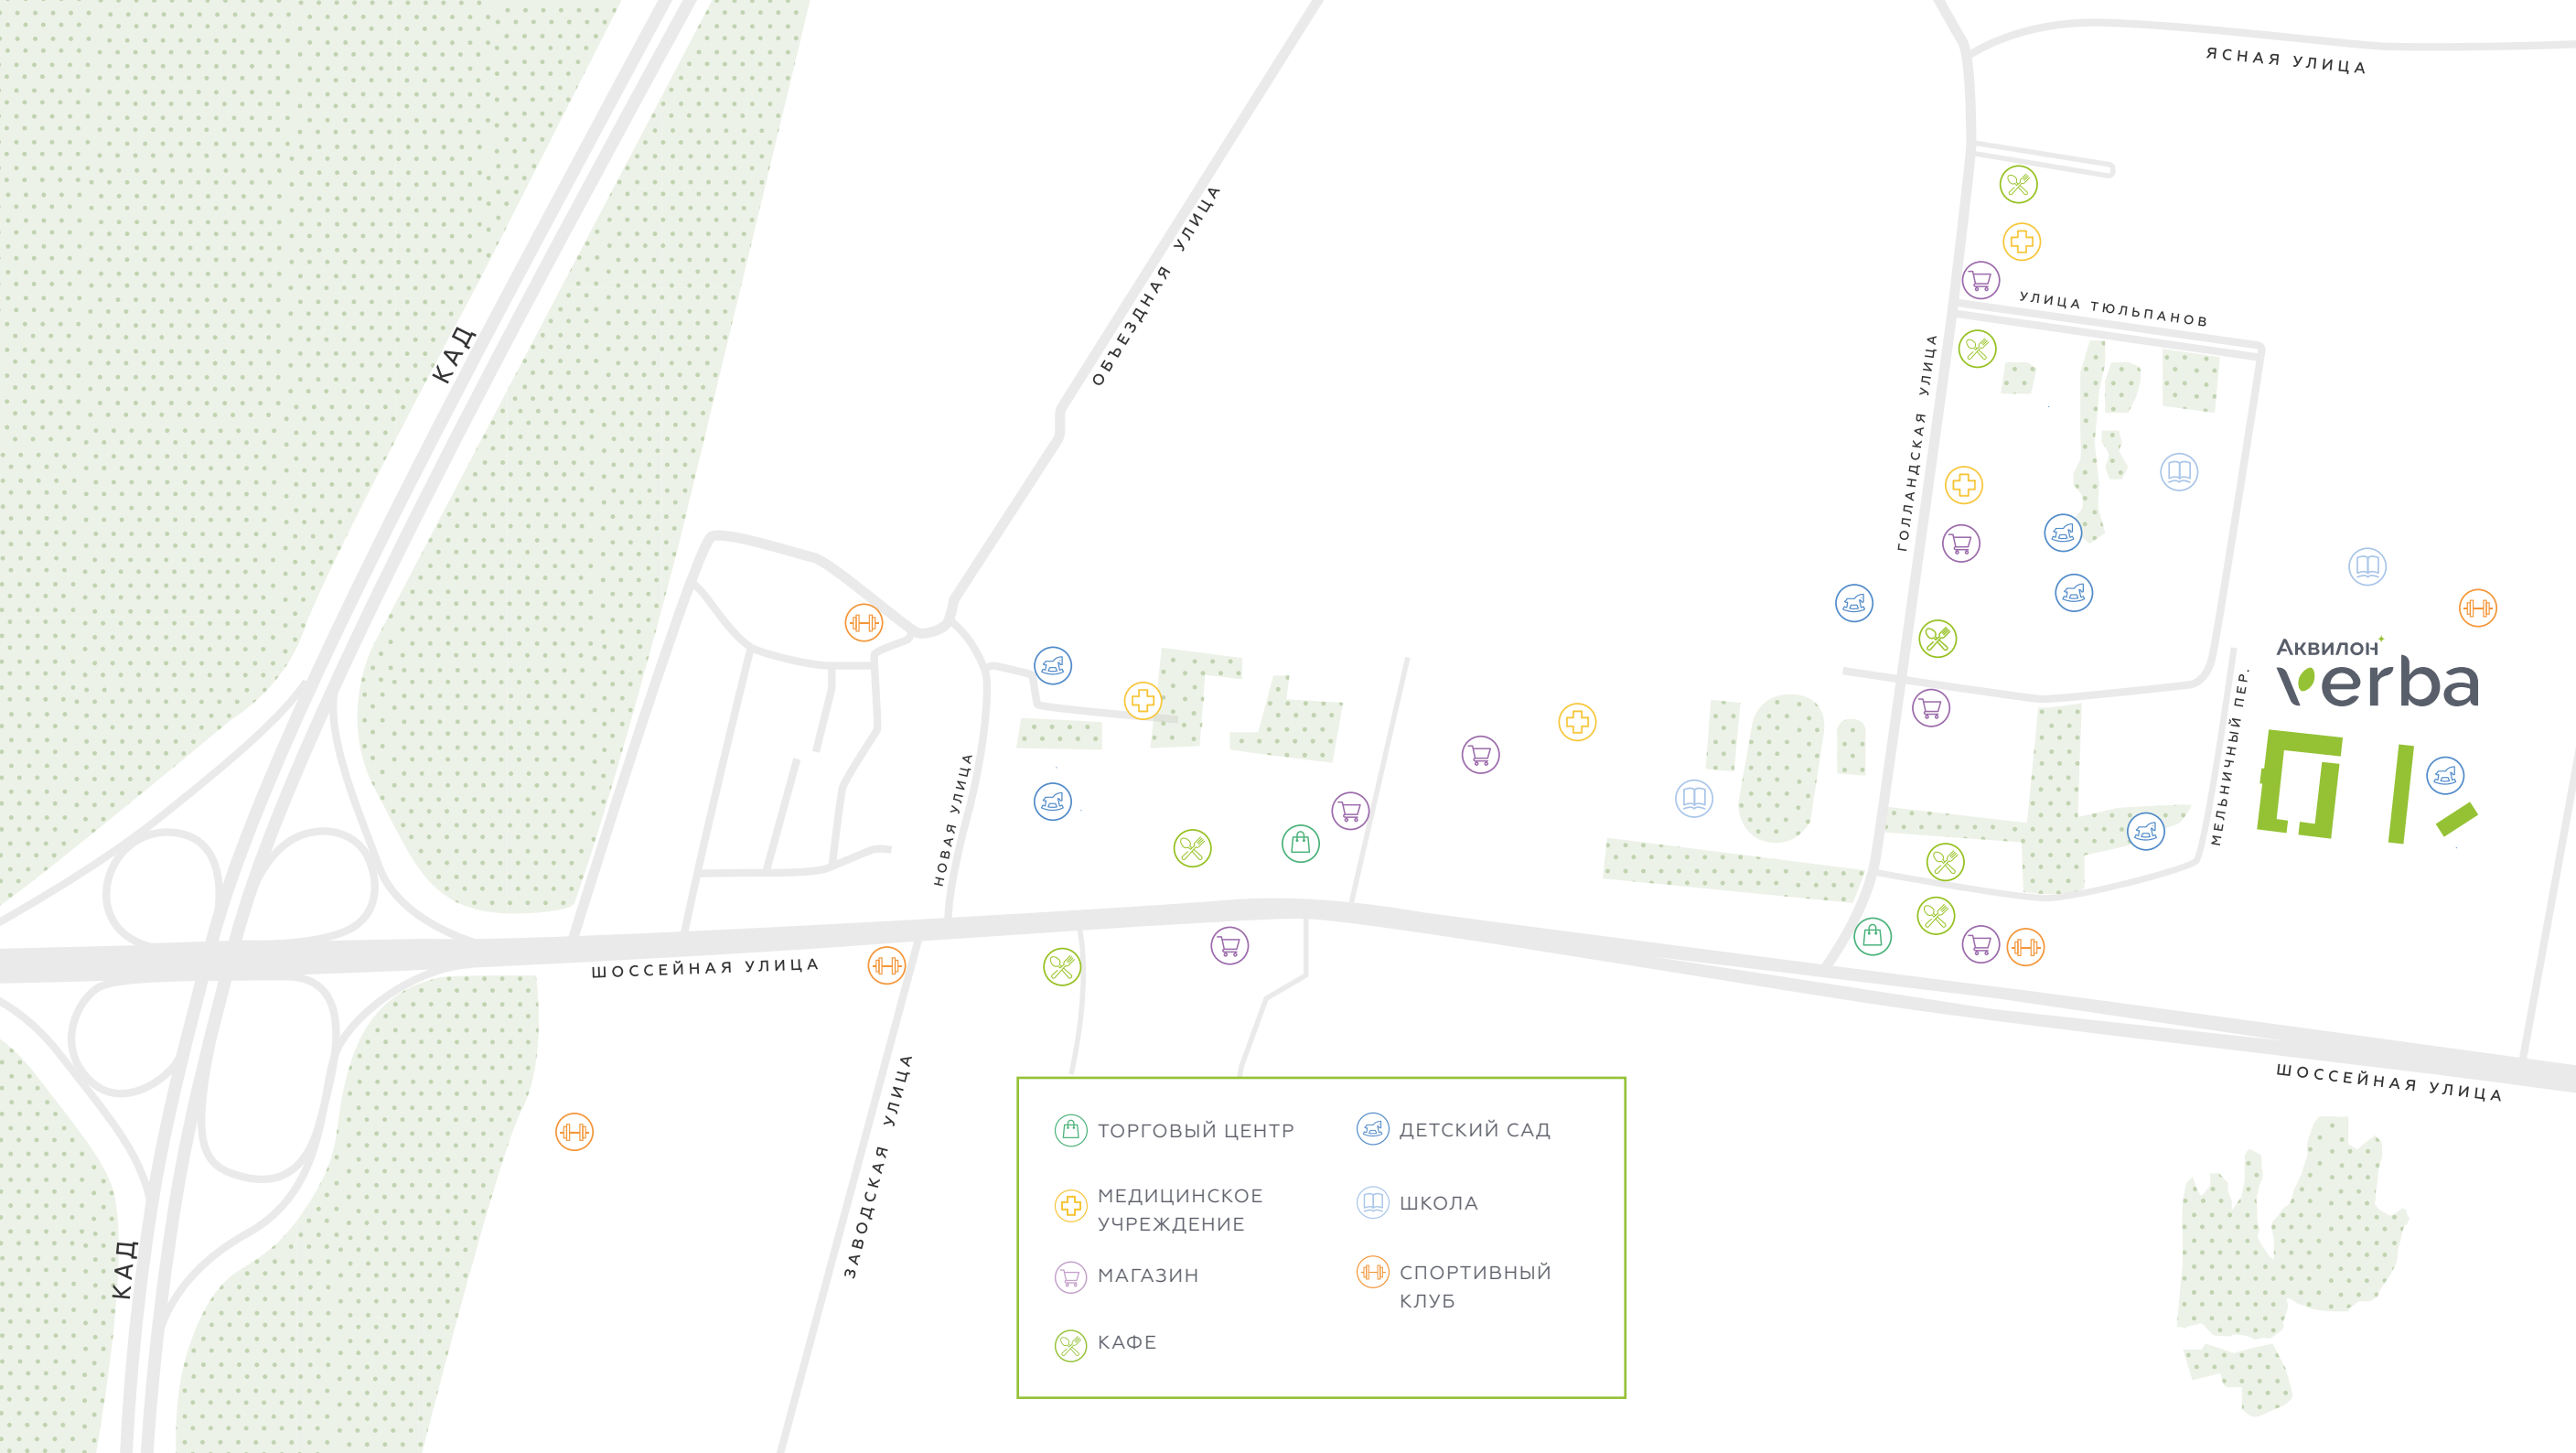 ЯСНАЯ УЛИЦА
ОБЪЕЗДНАЯ УЛИЦА
УЛИЦА ТЮЛЬПАНОВ
КАД
ГОЛЛАНДСКАЯ УЛИЦА
Аквилон
verba
МЕЛЬНИЧНЫЙ ПЕР.
НОВАЯ УЛИЦА
ШОССЕЙНАЯ УЛИЦА
ШОССЕЙНАЯ УЛИЦА
ЗАВОДСКАЯ УЛИЦА
КАД
ТОРГОВЫЙ ЦЕНТР
МЕДИЦИНСКОЕ
УЧРЕЖДЕНИЕ
МАГАЗИН
КАФЕ
ДЕТСКИЙ САД
ШКОЛА
СПОРТИВНЫЙ
КЛУБ